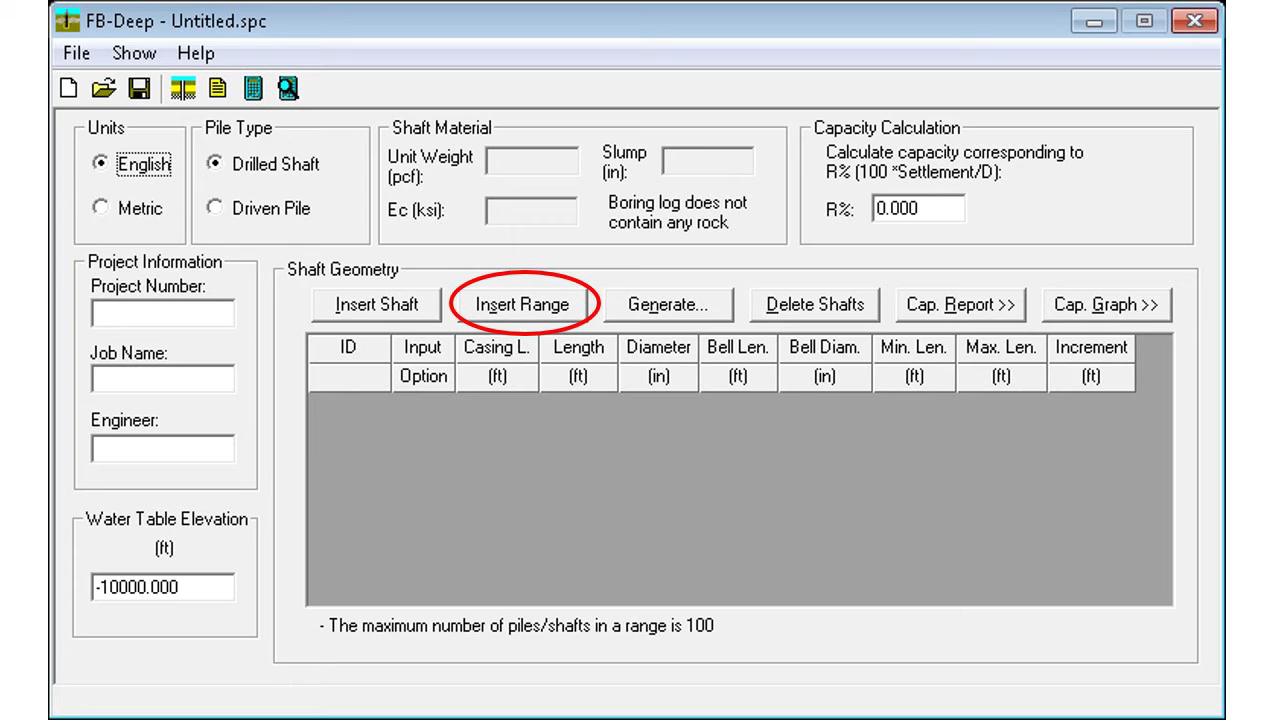 FB-Deep - Untitled.spc
File Show Help
Units
English
Metric
Pile Type
Drilled Shaft
Driven Pile
Shaft Material
Unit Weight
(pcf):
Slump
(in):
Ec (ksi):
Boring log does not
contain any rock
Capacity Calculation
Calculate capacity corresponding to
R% (100 *Settlement/D):
R%: 0.000
Project Information
Project Number:
Job Name:
Engineer:
Water Table Elevation
(ft)
-10000.000
Shaft Geometry
Insert Shaft Insert Range Generate... Delete Shafts Cap. Report >> Cap. Graph >>
ID Input Casing L. Length Diameter Bell Len. Bell Diam. Min. Len. Max. Len. Increment
Option (ft) (ft) (in) (ft) (in) (ft) (ft) (ft)
- The maximum number of piles/shafts in a range is 100